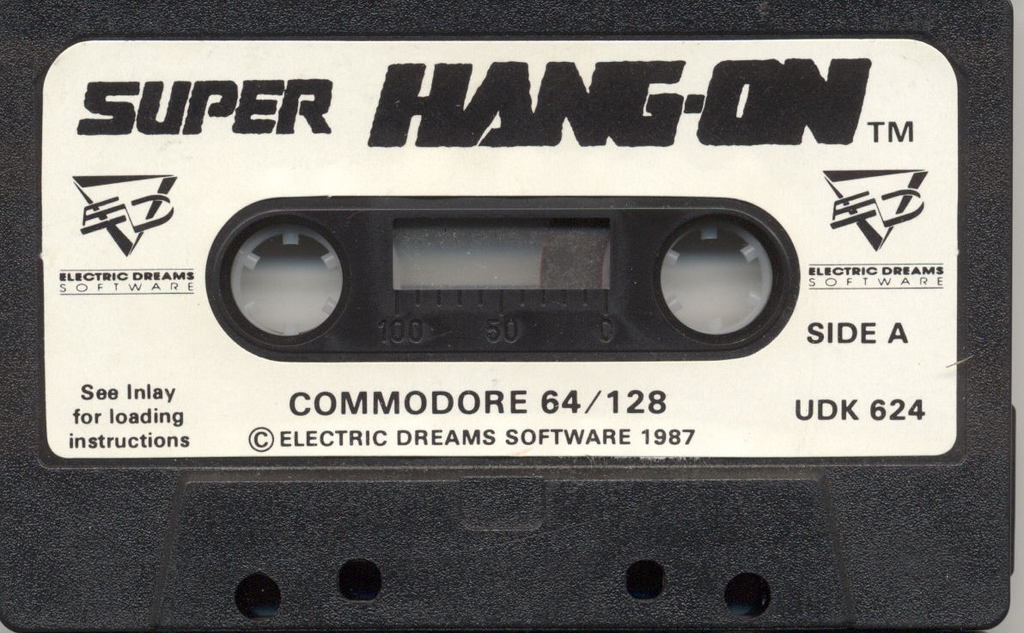 SUPER HANG-ON TM
ELECTRIC DREAMS
SOFTWARE
ELECTRIC DREAMS
SOFTWARE
100 50 0
SIDE A
See Inlay
for loading
instructions
COMMODORE 64/128
© ELECTRIC DREAMS SOFTWARE 1987
UDK 624